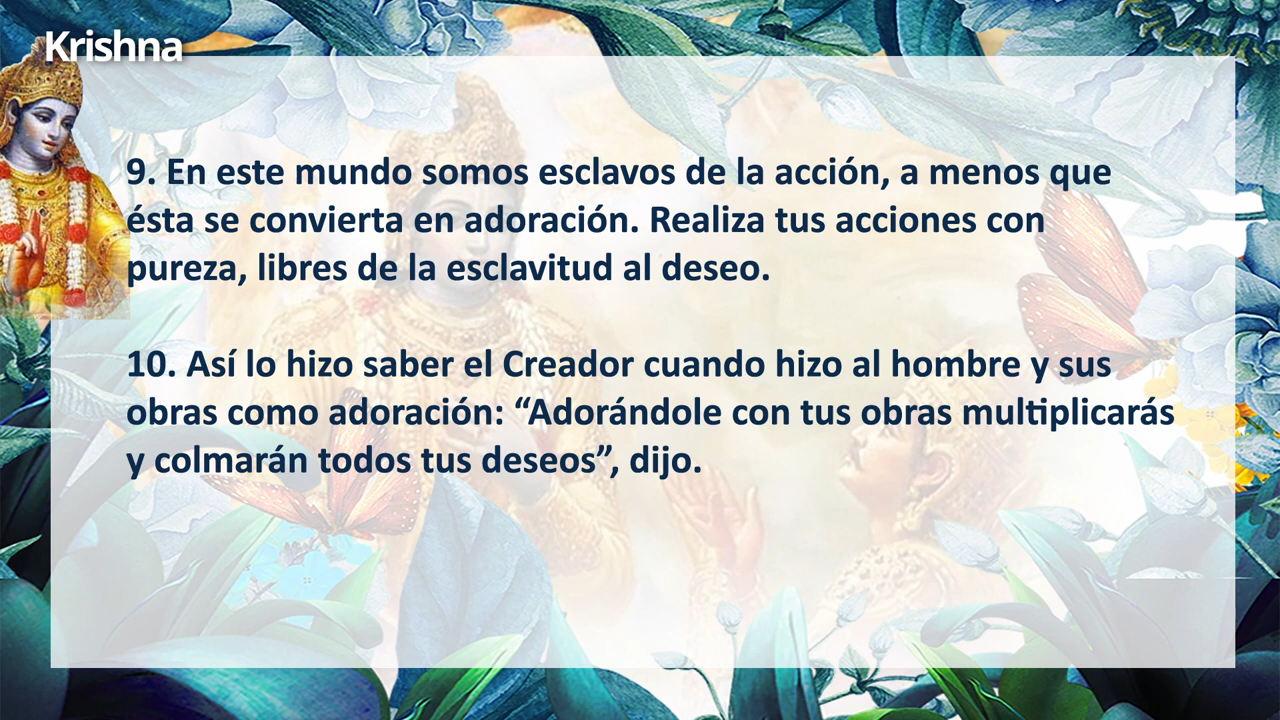 Krishna
9. En este mundo somos esclavos de la acción, a menos que
ésta se convierta en adoración. Realiza tus acciones con
pureza, libres de la esclavitud al deseo.
10. Así lo hizo saber el Creador cuando hizo al hombre y sus
obras como adoración: “Adorándole con tus obras multiplicarás
y colmarán todos tus deseos”, dijo.